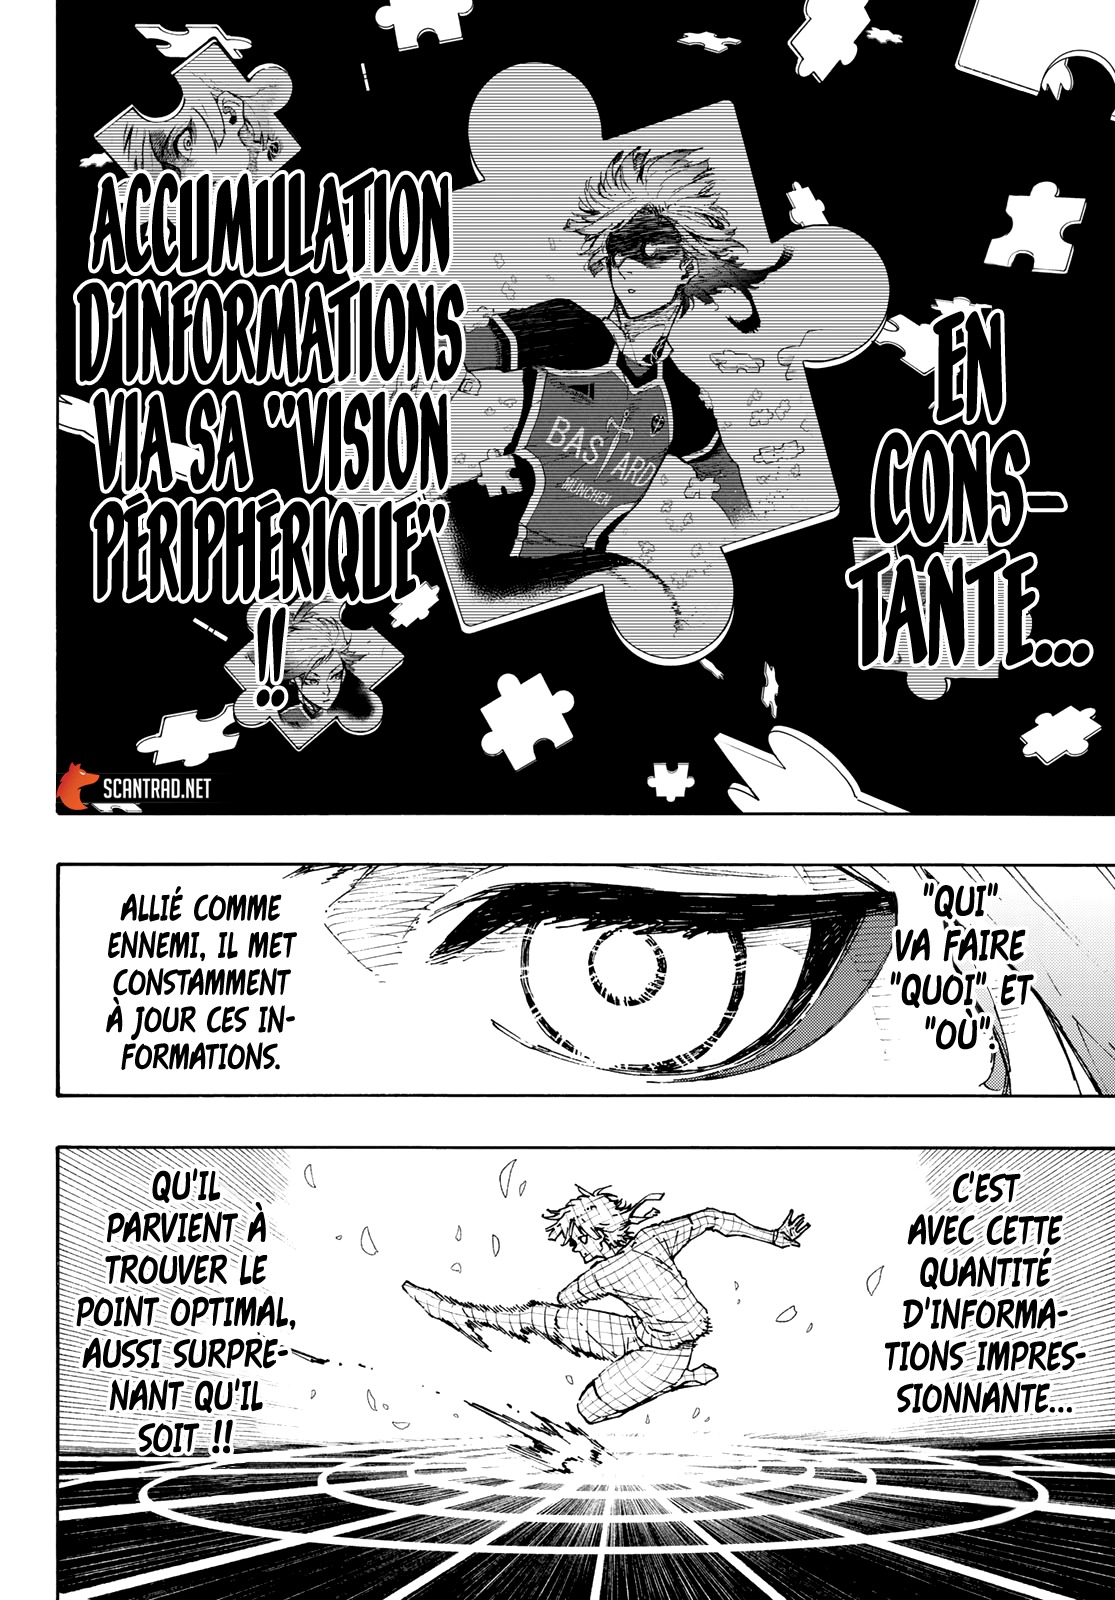 EN
CONS-
TANTE...
ACCUMULATION
D'INFORMATIONS
VIA SA "VISION
PÉRIPHÉRIQUE"
!!
BASTARD
MÜNCHEN
SCANTRAD.NET
"QUI"
VA FAIRE
"QUOI" ET
"OÙ".
ALLIÉ COMME
ENNEMI, IL MET
CONSTAMMENT
À JOUR CES IN-
FORMATIONS.
C'EST
AVEC CETTE
QUANTITÉ
D'INFORMA-
TIONS IMPRES-
SIONNANTE...
QU'IL
PARVIENT À
TROUVER LE
POINT OPTIMAL,
AUSSI SURPRE-
NANT QU'IL
SOIT !!